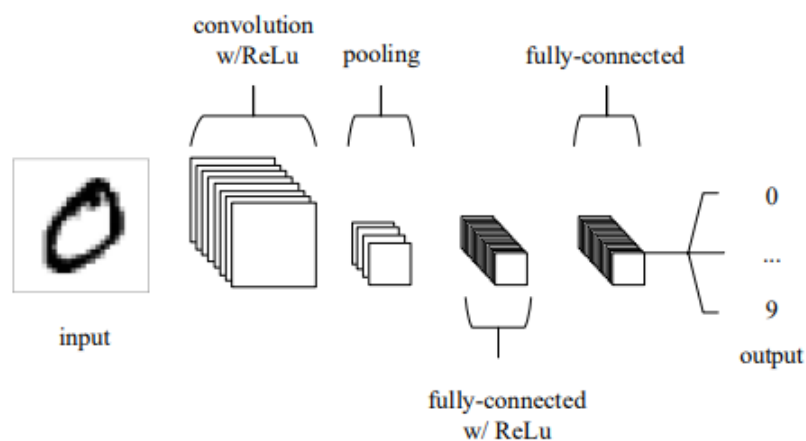 convolution
w/ReLu
pooling
fully-connected
input
fully-connected
w/ ReLu
0
...
9
output